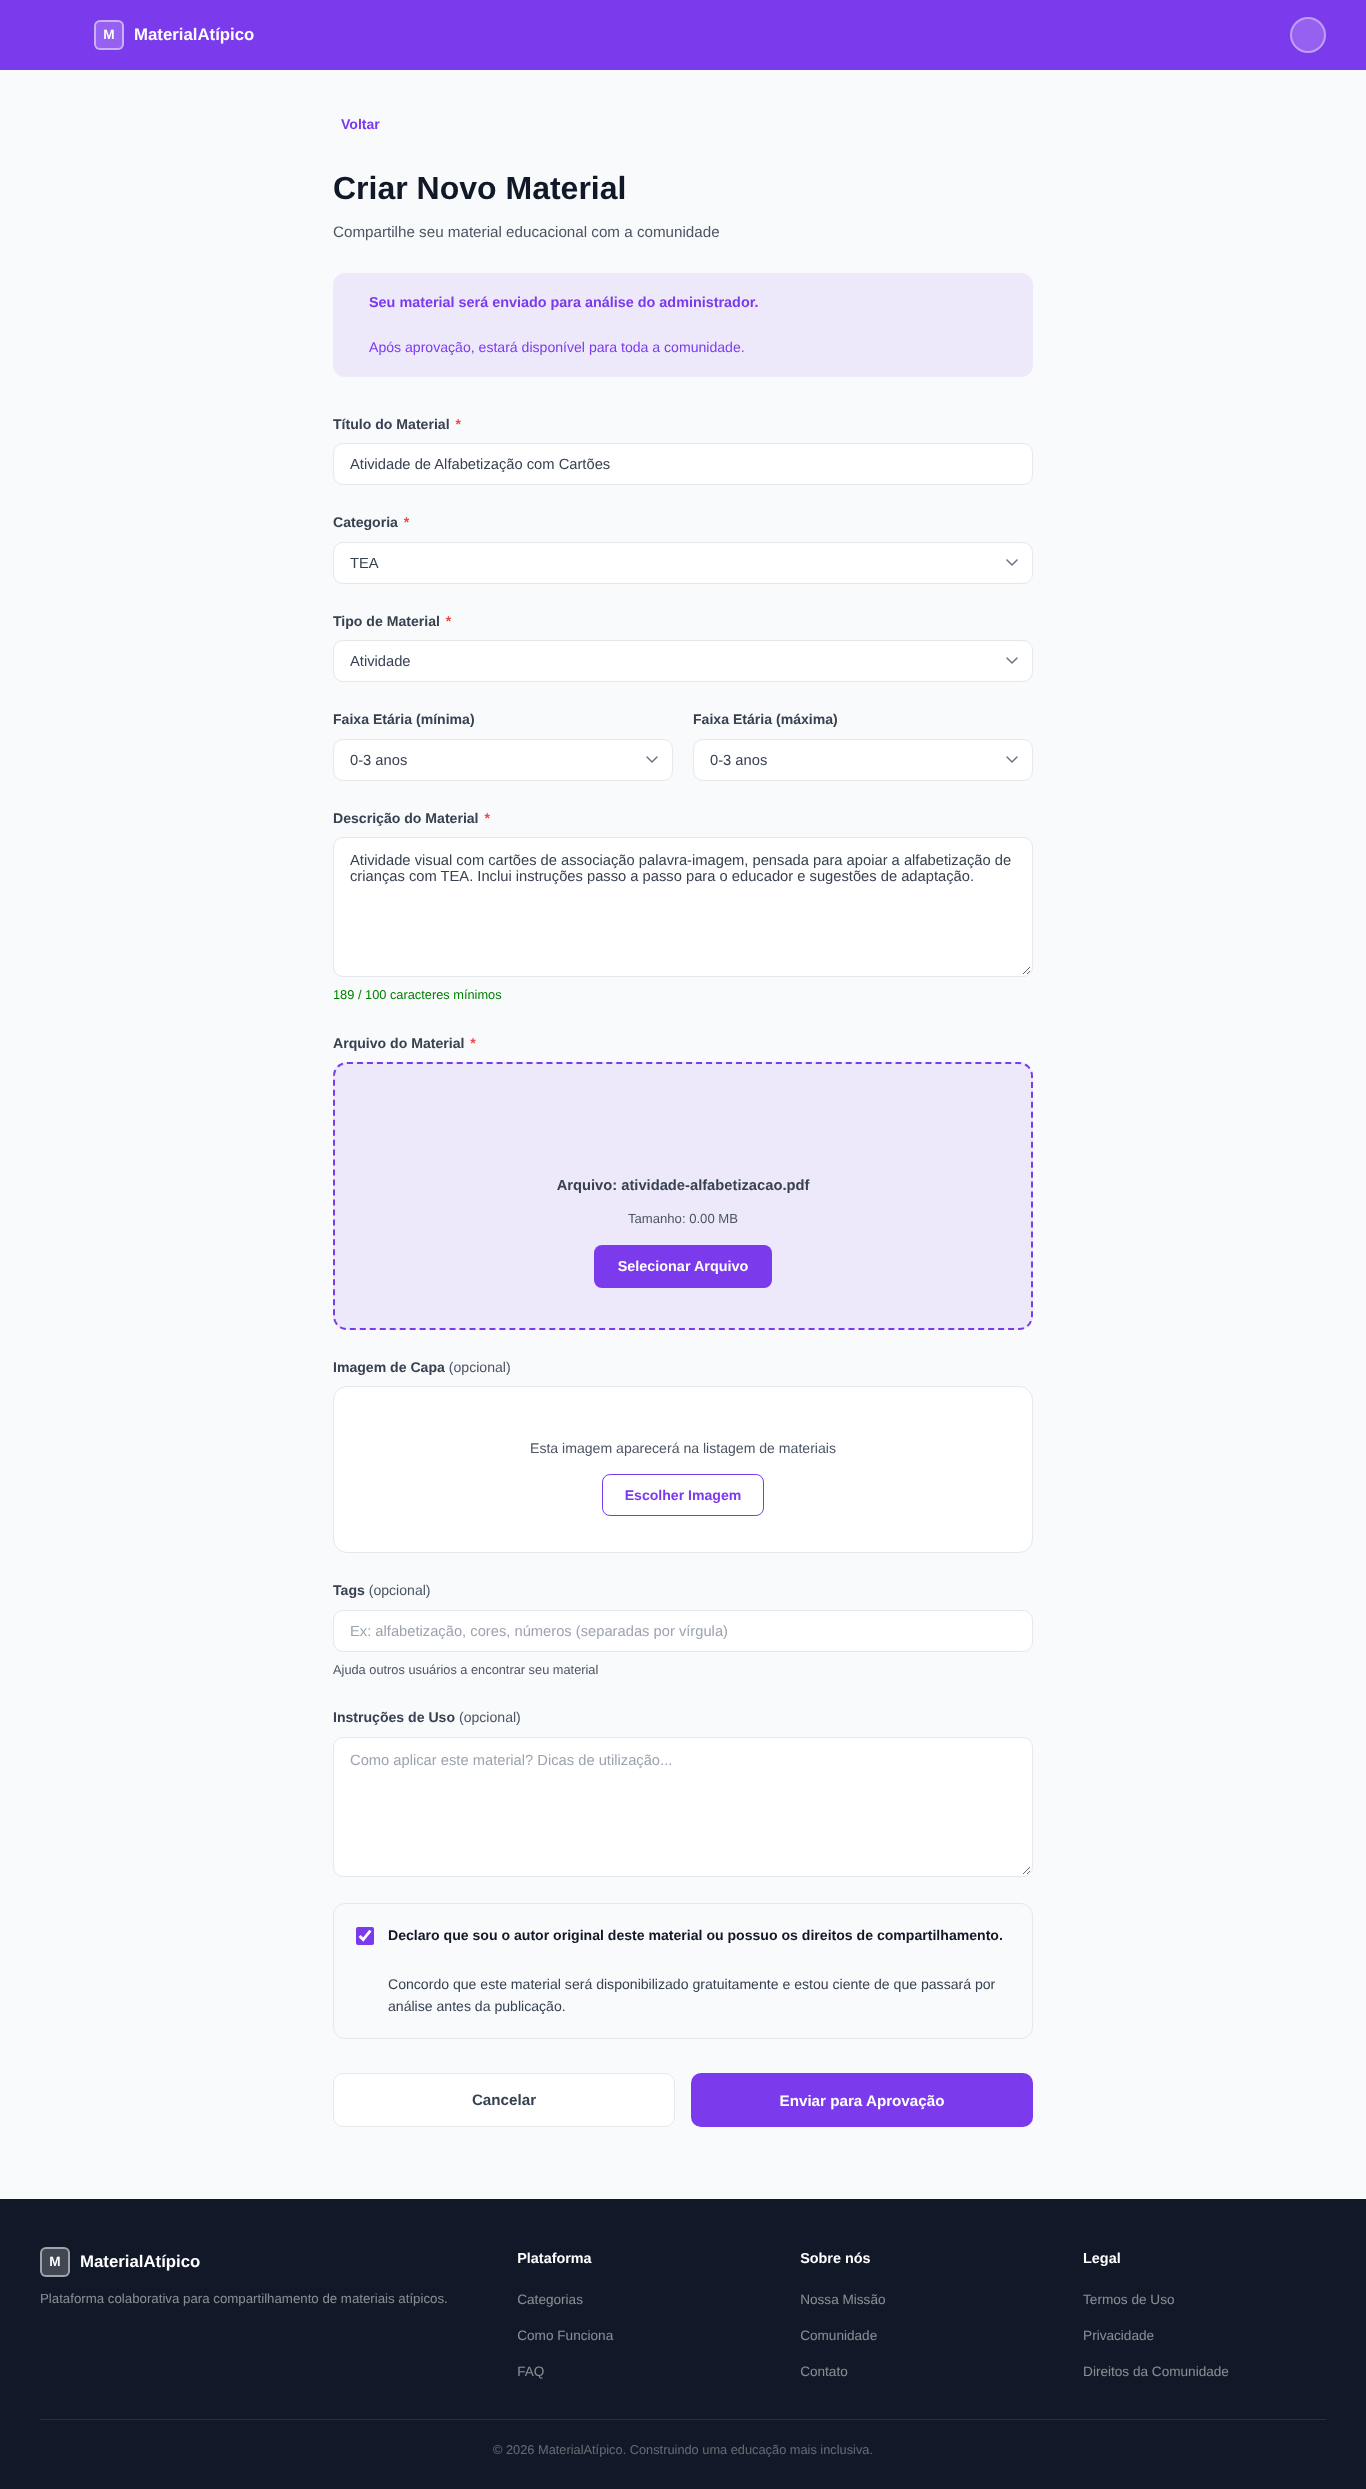 M MaterialAtípico
Voltar
Criar Novo Material
Compartilhe seu material educacional com a comunidade
Seu material será enviado para análise do administrador.
Após aprovação, estará disponível para toda a comunidade.
Título do Material *
Atividade de Alfabetização com Cartões
Categoria *
TEA
Tipo de Material *
Atividade
Faixa Etária (mínima)
Faixa Etária (máxima)
0-3 anos
0-3 anos
Descrição do Material *
Atividade visual com cartões de associação palavra-imagem, pensada para apoiar a alfabetização de
crianças com TEA. Inclui instruções passo a passo para o educador e sugestões de adaptação.
189 / 100 caracteres mínimos
Arquivo do Material *
Arquivo: atividade-alfabetizacao.pdf
Tamanho: 0.00 MB
Selecionar Arquivo
Imagem de Capa (opcional)
Esta imagem aparecerá na listagem de materiais
Escolher Imagem
Tags (opcional)
Ex: alfabetização, cores, números (separadas por vírgula)
Ajuda outros usuários a encontrar seu material
Instruções de Uso (opcional)
Como aplicar este material? Dicas de utilização...
Declaro que sou o autor original deste material ou possuo os direitos de compartilhamento.
Concordo que este material será disponibilizado gratuitamente e estou ciente de que passará por
análise antes da publicação.
Cancelar
Enviar para Aprovação
M MaterialAtípico
Plataforma colaborativa para compartilhamento de materiais atípicos.
Plataforma
Categorias
Como Funciona
FAQ
Sobre nós
Nossa Missão
Comunidade
Contato
Legal
Termos de Uso
Privacidade
Direitos da Comunidade
© 2026 MaterialAtípico. Construindo uma educação mais inclusiva.